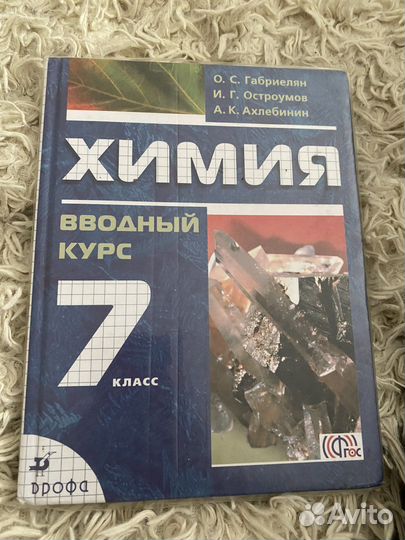 О. С. Габриелян
И. Г. Остроумов
А. К. Ахлебинин
ХИМИЯ
ВВОДНЫЙ
КУРС
7
КЛАСС
ФГОС
дрофа
Avito